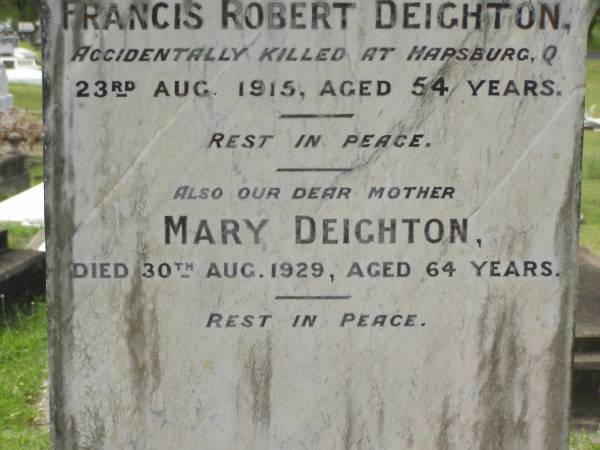 FRANCIS ROBERT DEIGHTON,
ACCIDENTALLY KILLED AT HAPSBURG, Q
23RD AUG. 1915, AGED 54 YEARS.
REST IN PEACE.
ALSO OUR DEAR MOTHER
MARY DEIGHTON,
DIED 30TH AUG. 1929, AGED 64 YEARS.
REST IN PEACE.